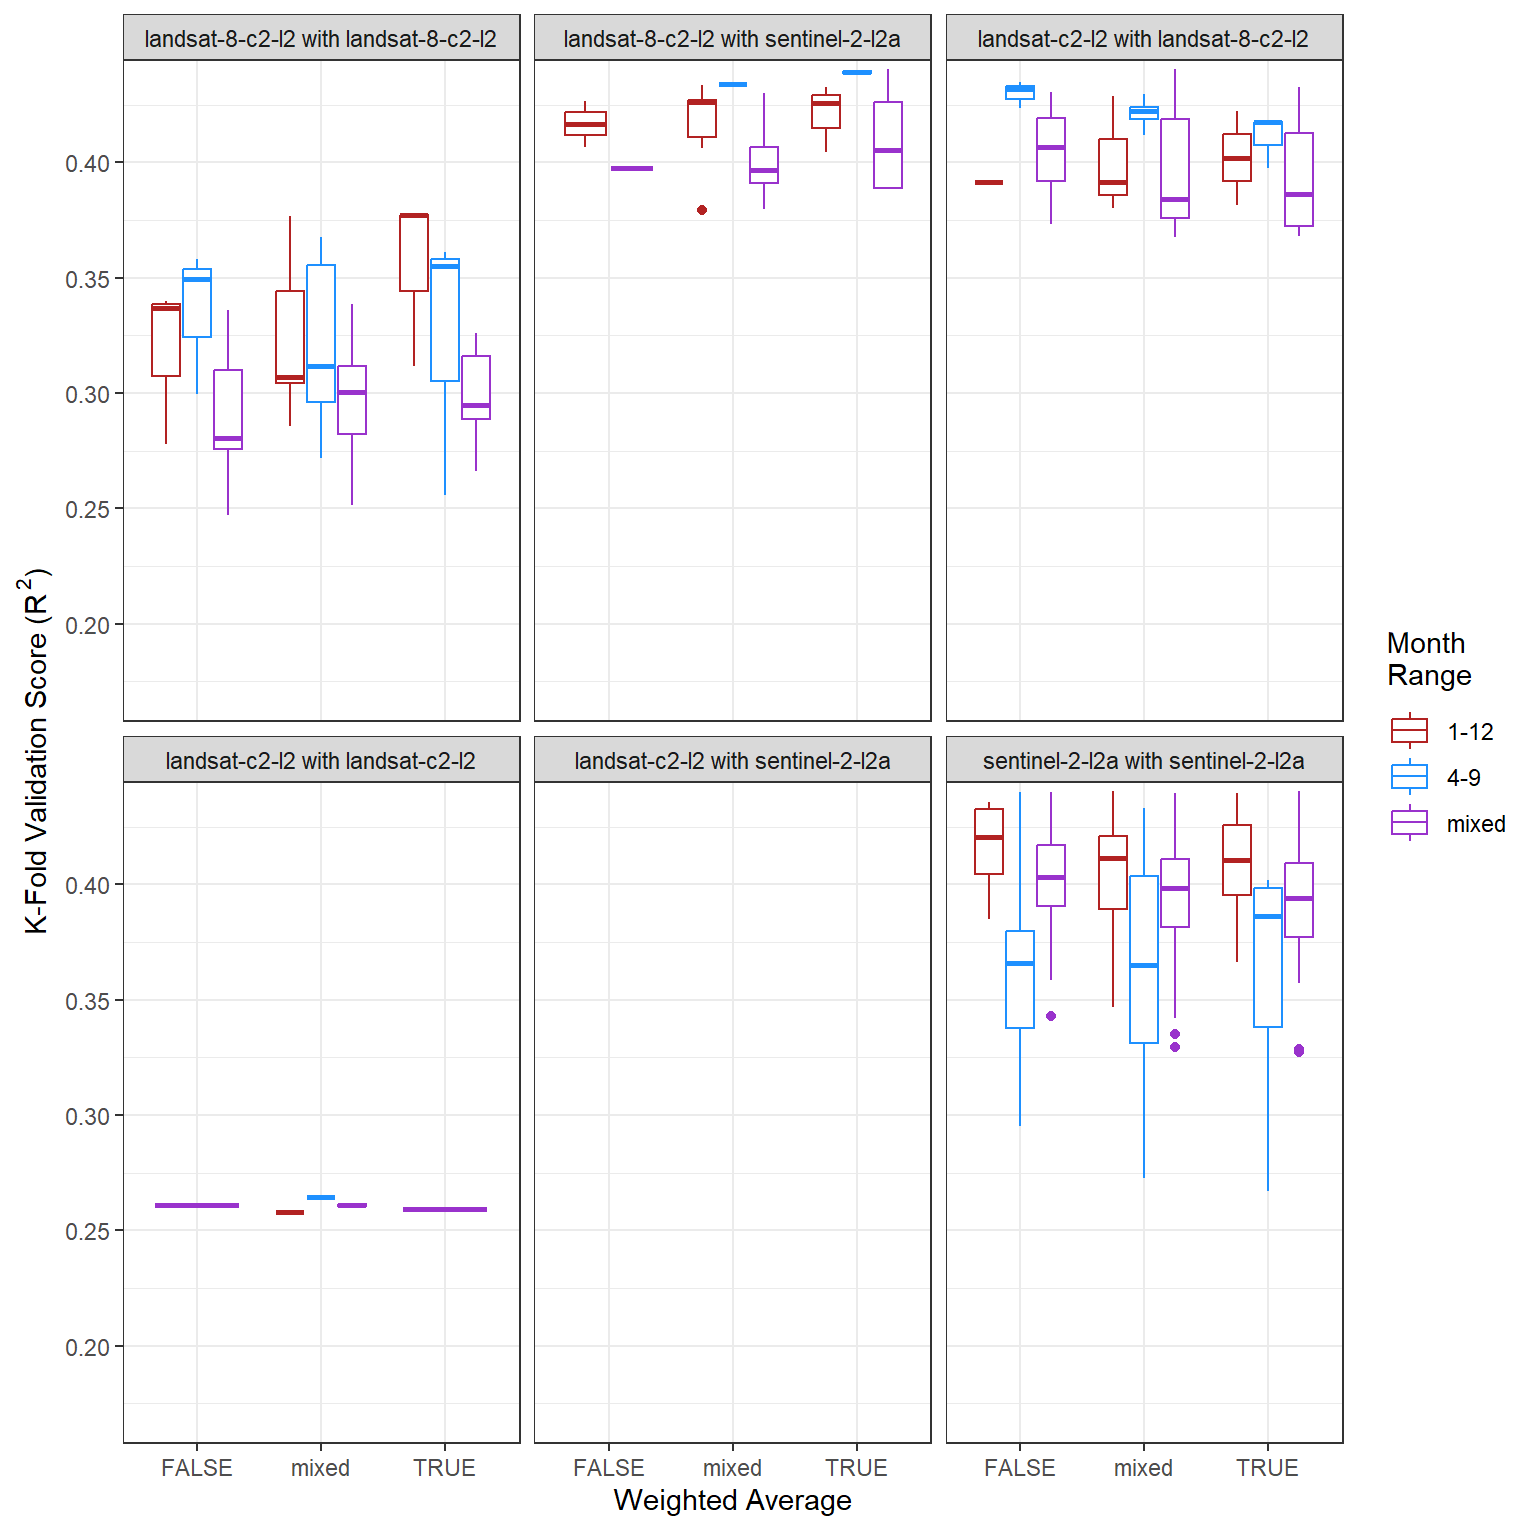 landsat-8-c2-l2 with landsat-8-c2-l2
landsat-8-c2-l2 with sentinel-2-l2a
landsat-c2-l2 with landsat-8-c2-l2
0.40
0.35
0.30
0.25
0.20
landsat-c2-l2 with landsat-c2-l2
landsat-c2-l2 with sentinel-2-l2a
sentinel-2-l2a with sentinel-2-l2a
0.40
0.35
0.30
0.25
0.20
FALSE mixed TRUE
FALSE mixed TRUE
FALSE mixed TRUE
Weighted Average
K-Fold Validation Score (R²)
Month
Range
1-12
4-9
mixed